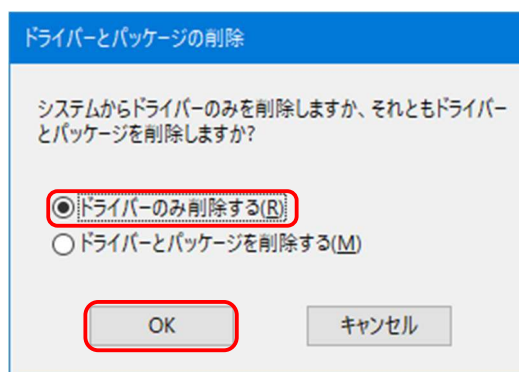 ドライバーとパッケージの削除
システムからドライバーのみを削除しますか、それともドライバー
とパッケージを削除しますか?
ドライバーのみ削除する(R)
ドライバーとパッケージを削除する(M)
OK キャンセル